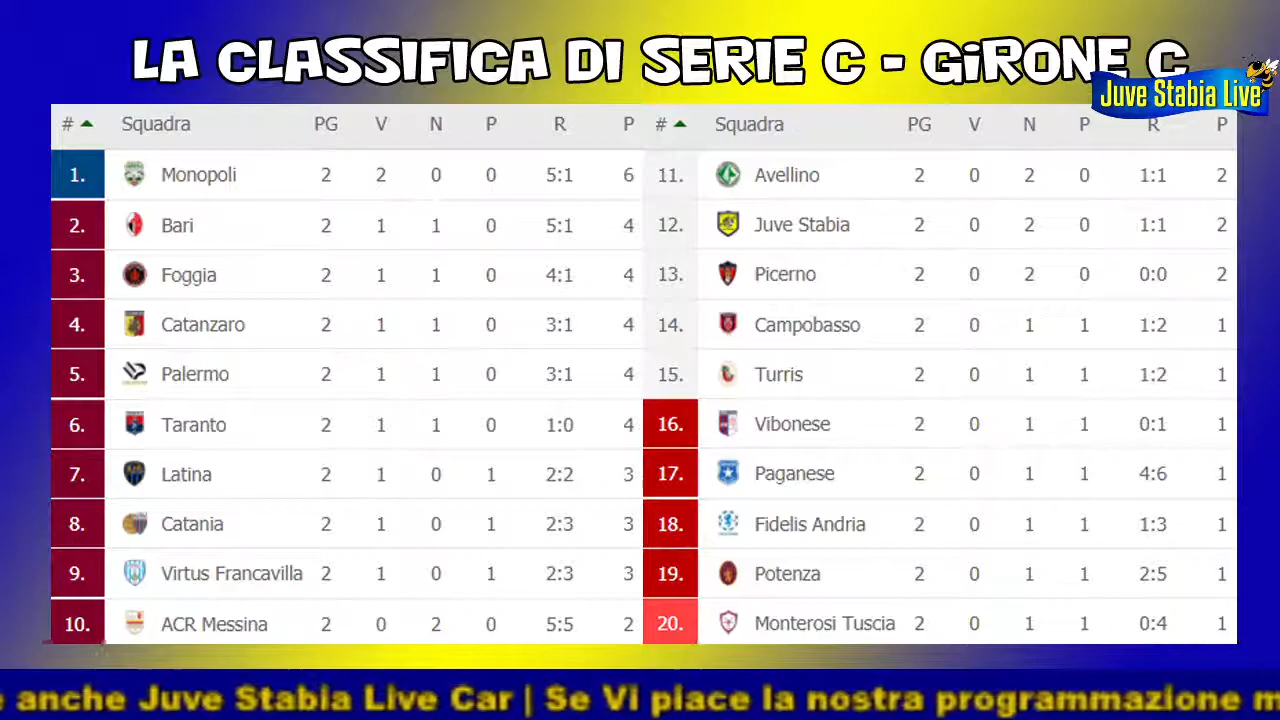 LA CLASSIFICA DI SERIE C - GIRONE C
Juve Stabia Live
# Squadra PG V N P R P
1. Monopoli 2 2 0 0 5:1 6
2. Bari 2 1 1 0 5:1 4
3. Foggia 2 1 1 0 4:1 4
4. Catanzaro 2 1 1 0 3:1 4
5. Palermo 2 1 1 0 3:1 4
6. Taranto 2 1 1 0 1:0 4
7. Latina 2 1 0 1 2:2 3
8. Catania 2 1 0 1 2:3 3
9. Virtus Francavilla 2 1 0 1 2:3 3
10. ACR Messina 2 0 2 0 5:5 2
# Squadra PG V N P R P
11. Avellino 2 0 2 0 1:1 2
12. Juve Stabia 2 0 2 0 1:1 2
13. Picerno 2 0 2 0 0:0 2
14. Campobasso 2 0 1 1 1:2 1
15. Turris 2 0 1 1 1:2 1
16. Vibonese 2 0 1 1 0:1 1
17. Paganese 2 0 1 1 4:6 1
18. Fidelis Andria 2 0 1 1 1:3 1
19. Potenza 2 0 1 1 2:5 1
20. Monterosi Tuscia 2 0 1 1 0:4 1
e anche Juve Stabia Live Car | Se Vi piace la nostra programmazione m